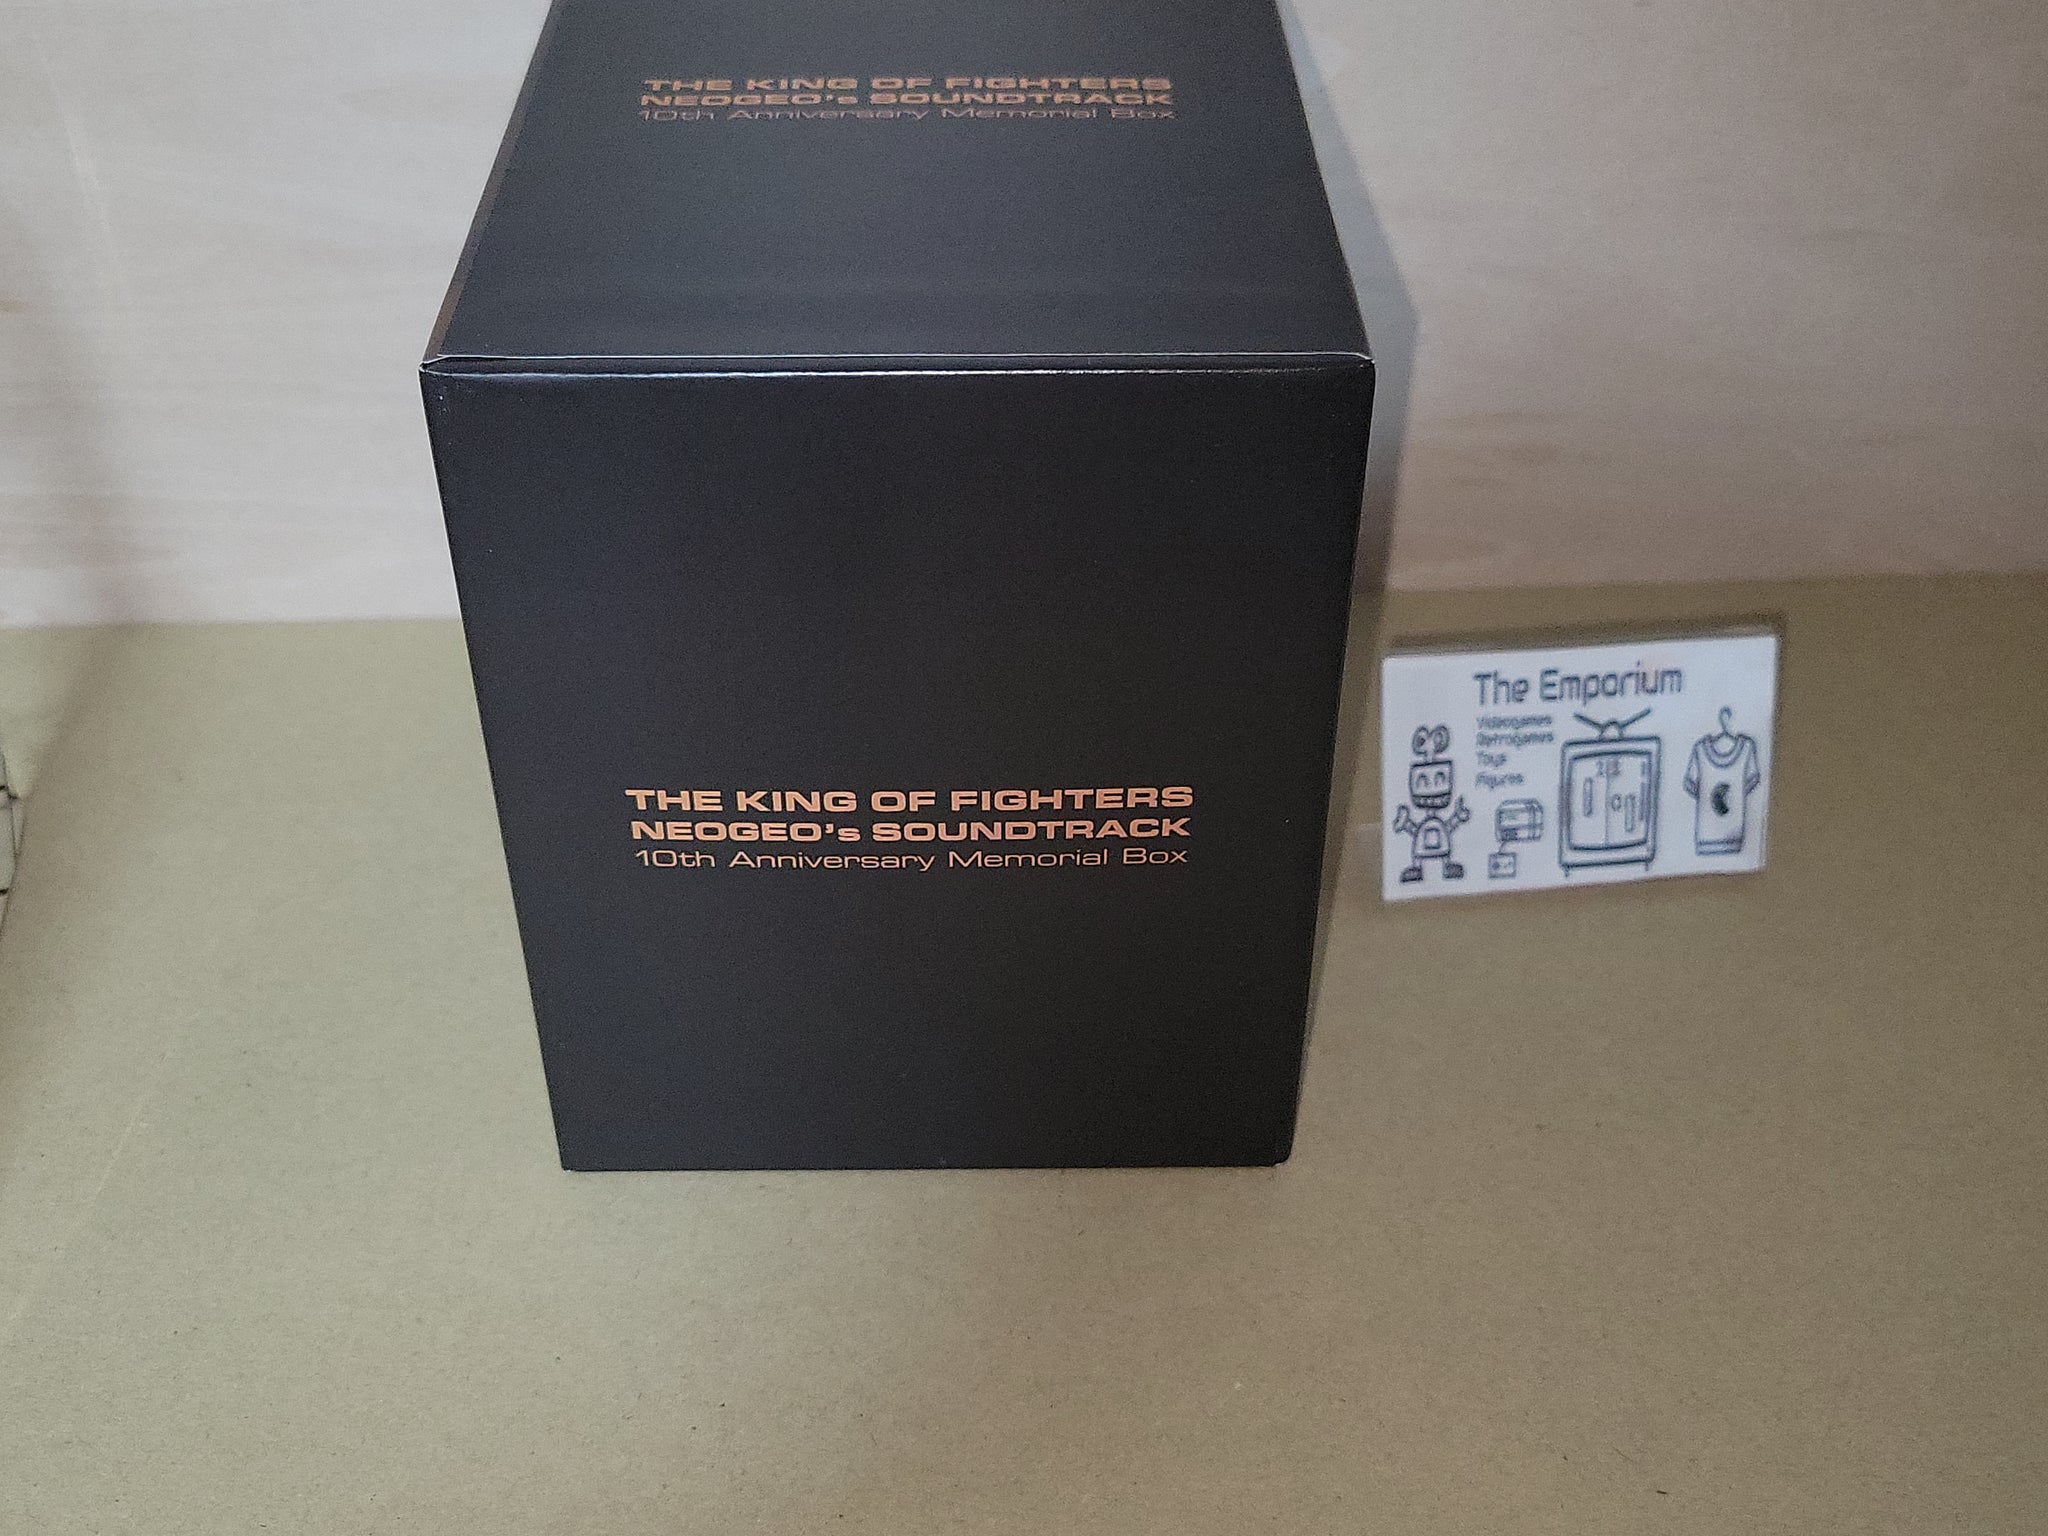 THE KING OF FIGHTERS
NEOGEO's SOUNDTRACK
10th Anniversary Memorial Box
THE KING OF FIGHTERS
NEOGEO's SOUNDTRACK
10th Anniversary Memorial Box
The Emporium
Videogames
Retrogames
Toys
Figures